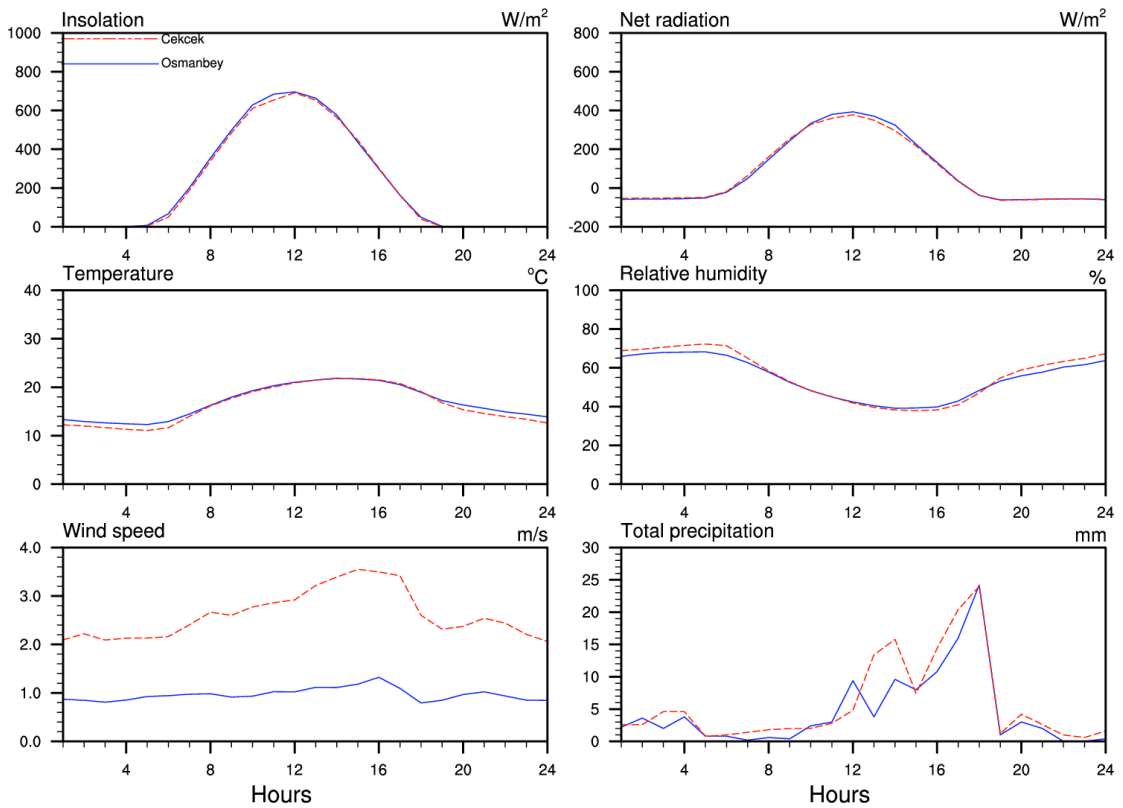 Insolation W/m²
1000
800
600
400
200
0
Cekcek
Osmanbey
4 8 12 16 20 24
Net radiation W/m²
800
600
400
200
0
-200
4 8 12 16 20 24
Temperature °C
40
30
20
10
0
4 8 12 16 20 24
Relative humidity %
100
80
60
40
20
0
4 8 12 16 20 24
Wind speed m/s
4.0
3.0
2.0
1.0
0.0
4 8 12 16 20 24
Hours
Total precipitation mm
30
25
20
15
10
5
0
4 8 12 16 20 24
Hours